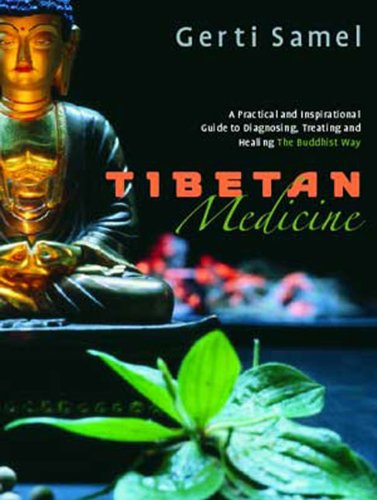 Gerti Samel
A Practical and Inspirational
Guide to Diagnosing, Treating and
Healing The Buddhist Way
TIBETAN
Medicine